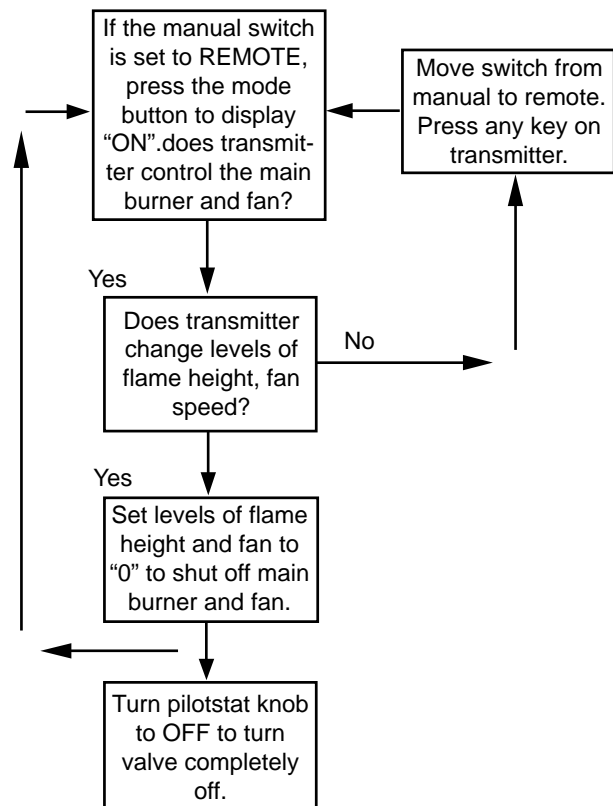 If the manual switch
is set to REMOTE,
press the mode
button to display
“ON”.does transmit-
ter control the main
burner and fan?
Move switch from
manual to remote.
Press any key on
transmitter.
Yes
Does transmitter
change levels of
flame height, fan
speed?
No
Yes
Set levels of flame
height and fan to
“0” to shut off main
burner and fan.
Turn pilotstat knob
to OFF to turn
valve completely
off.